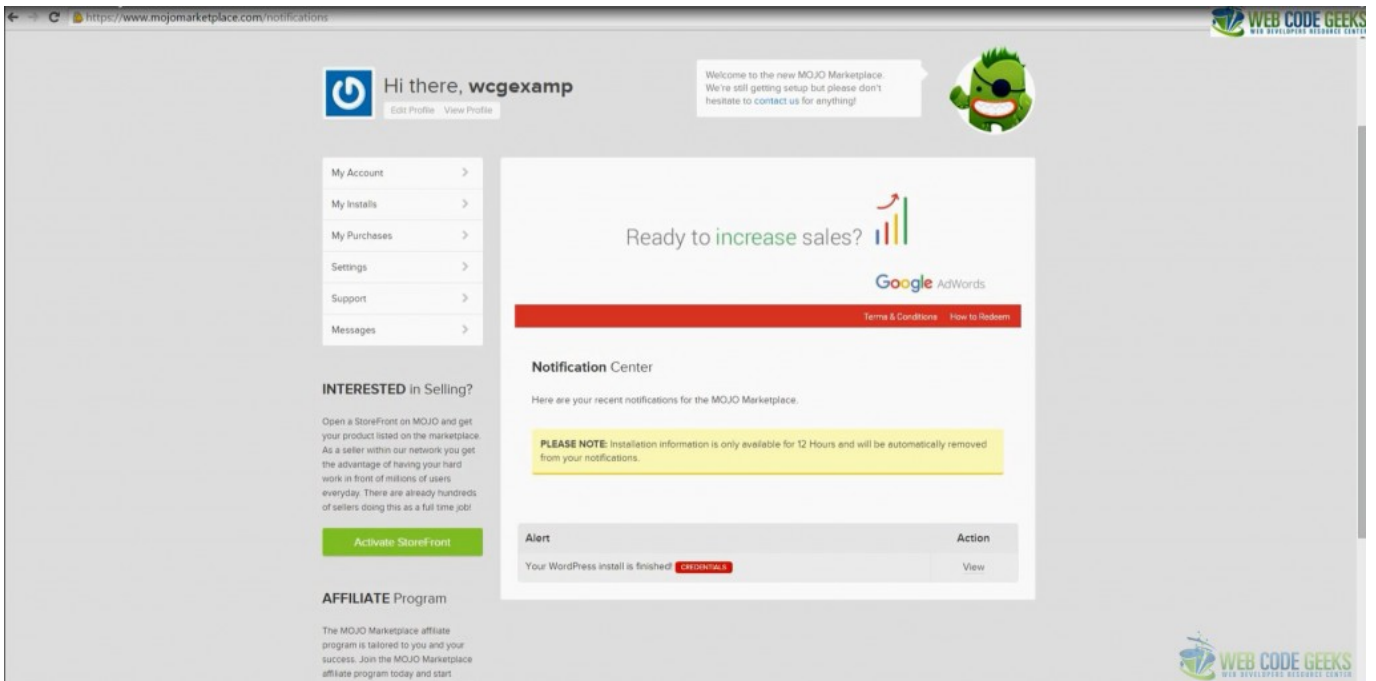 https://www.mojomarketplace.com/notifications
WEB CODE GEEKS
WEB DEVELOPERS RESOURCE CENTER
Hi there, wcgexamp
Edit Profile View Profile
Welcome to the new MOJO Marketplace.
We're still getting setup but please don't
hesitate to contact us for anything!
My Account
My Installs
My Purchases
Settings
Support
Messages
Ready to increase sales?
Google AdWords
Terms & Conditions How to Redeem
Notification Center
Here are your recent notifications for the MOJO Marketplace.
PLEASE NOTE: Installation information is only available for 12 Hours and will be automatically removed
from your notifications.
Alert Action
Your WordPress install is finished! CREDENTIALS View
INTERESTED in Selling?
Open a StoreFront on MOJO and get
your product listed on the marketplace.
As a seller within our network you get
the advantage of having your hard
work in front of millions of users
everyday. There are already hundreds
of sellers doing this as a full time job!
Activate StoreFront
AFFILIATE Program
The MOJO Marketplace affiliate
program is tailored to you and your
success. Join the MOJO Marketplace
affiliate program today and start
WEB CODE GEEKS
WEB DEVELOPERS RESOURCE CENTER